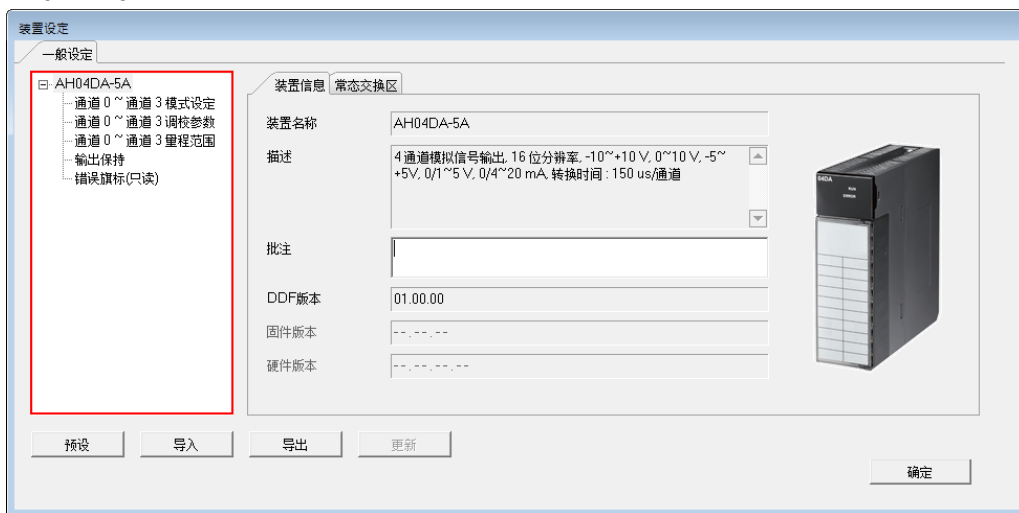 装置设定
一般设定
AH04DA-5A
通道 0 ~ 通道 3 模式设定
通道 0 ~ 通道 3 调校参数
通道 0 ~ 通道 3 量程范围
输出保持
错误旗标(只读)
装置信息 常态交换区
装置名称 AH04DA-5A
描述 4 通道模拟信号输出, 16 位分辨率, -10~+10 V, 0~10 V, -5~
+5V, 0/1~5 V, 0/4~20 mA, 转换时间 : 150 us/通道
批注
DDF版本 01.00.00
固件版本 --.--.--
硬件版本 --.--.--.--
04DA
RUN
ERROR
预设 导入 导出 更新
确定